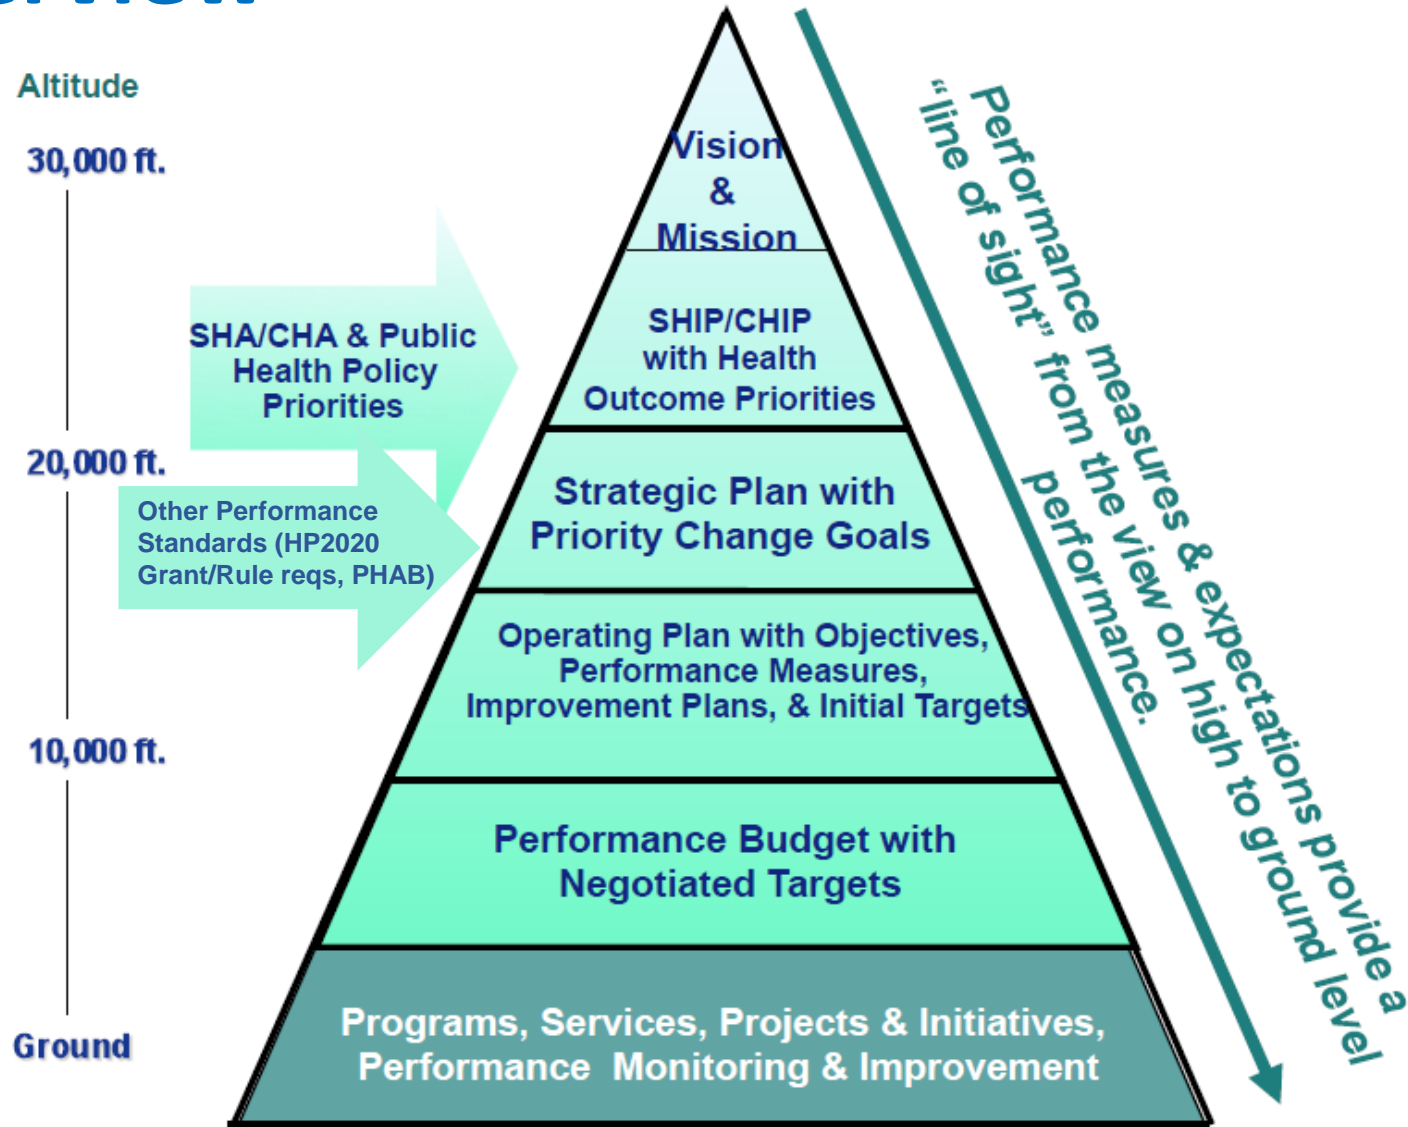 Altitude
30,000 ft.
20,000 ft.
10,000 ft.
Ground
SHA/CHA & Public
Health Policy
Priorities
Other Performance
Standards (HP2020
Grant/Rule reqs, PHAB)
Vision
&
Mission
SHIP/CHIP
with Health
Outcome Priorities
Strategic Plan with
Priority Change Goals
Operating Plan with Objectives,
Performance Measures,
Improvement Plans, & Initial Targets
Performance Budget with
Negotiated Targets
Programs, Services, Projects & Initiatives,
Performance Monitoring & Improvement
Performance measures & expectations provide a
“line of sight” from the view on high to ground level
performance.